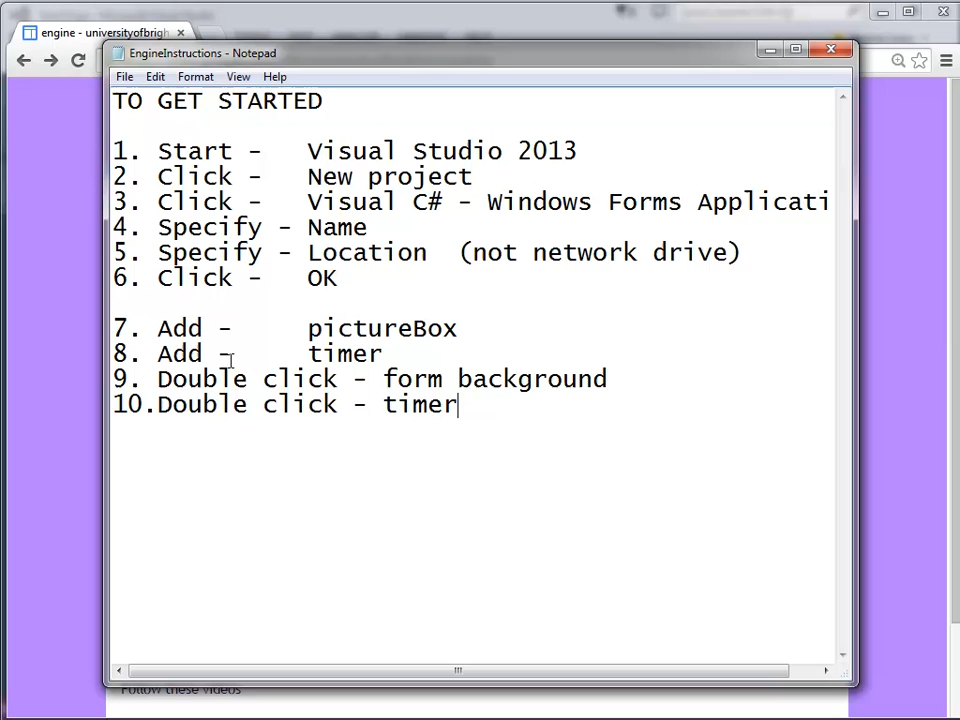 engine - universityofbrigh
EngineInstructions - Notepad
File Edit Format View Help
TO GET STARTED
1. Start - Visual Studio 2013
2. Click - New project
3. Click - Visual C# - Windows Forms Applicati
4. Specify - Name
5. Specify - Location (not network drive)
6. Click - OK
7. Add - pictureBox
8. Add - timer
9. Double click - form background
10.Double click - timer
Follow these videos